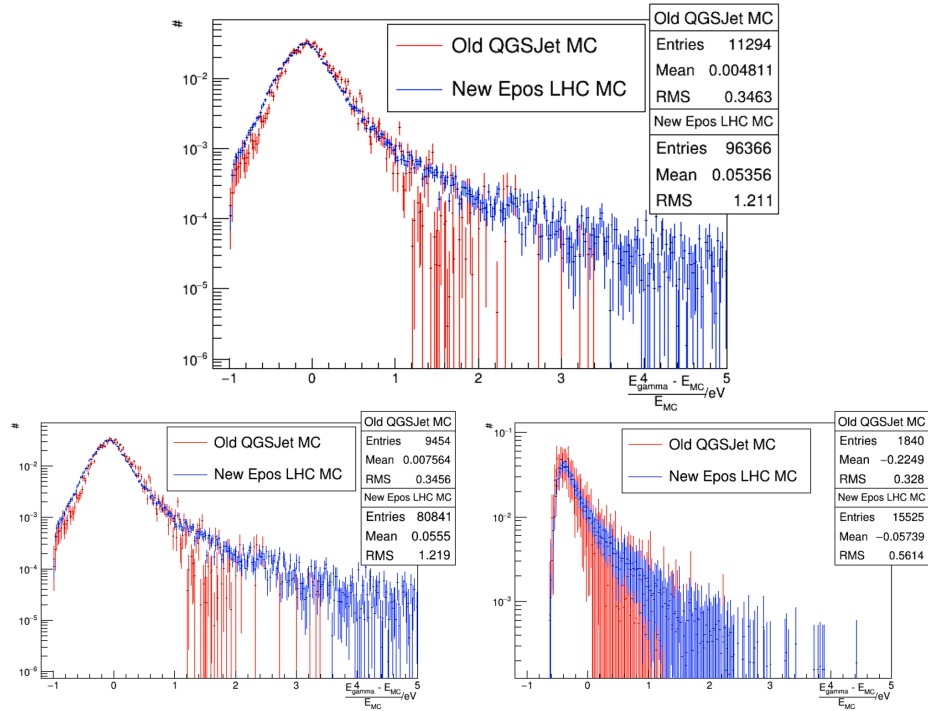 #
Old QGSJet MC
New Epos LHC MC
Old QGSJet MC
Entries 11294
Mean 0.004811
RMS 0.3463
New Epos LHC MC
Entries 96366
Mean 0.05356
RMS 1.211
10⁻²
10⁻³
10⁻⁴
10⁻⁵
10⁻⁶
−1 0 1 2 3 4 5
E_gamma - E_MC
E_MC /eV
#
Old QGSJet MC
New Epos LHC MC
Old QGSJet MC
Entries 9454
Mean 0.007564
RMS 0.3456
New Epos LHC MC
Entries 80841
Mean 0.0555
RMS 1.219
10⁻²
10⁻³
10⁻⁴
10⁻⁵
10⁻⁶
−1 0 1 2 3 4 5
E_gamma - E_MC
E_MC /eV
#
Old QGSJet MC
New Epos LHC MC
Old QGSJet MC
Entries 1840
Mean −0.2249
RMS 0.328
New Epos LHC MC
Entries 15525
Mean −0.05739
RMS 0.5614
10⁻¹
10⁻²
10⁻³
−1 0 1 2 3 4 5
E_gamma - E_MC
E_MC /eV